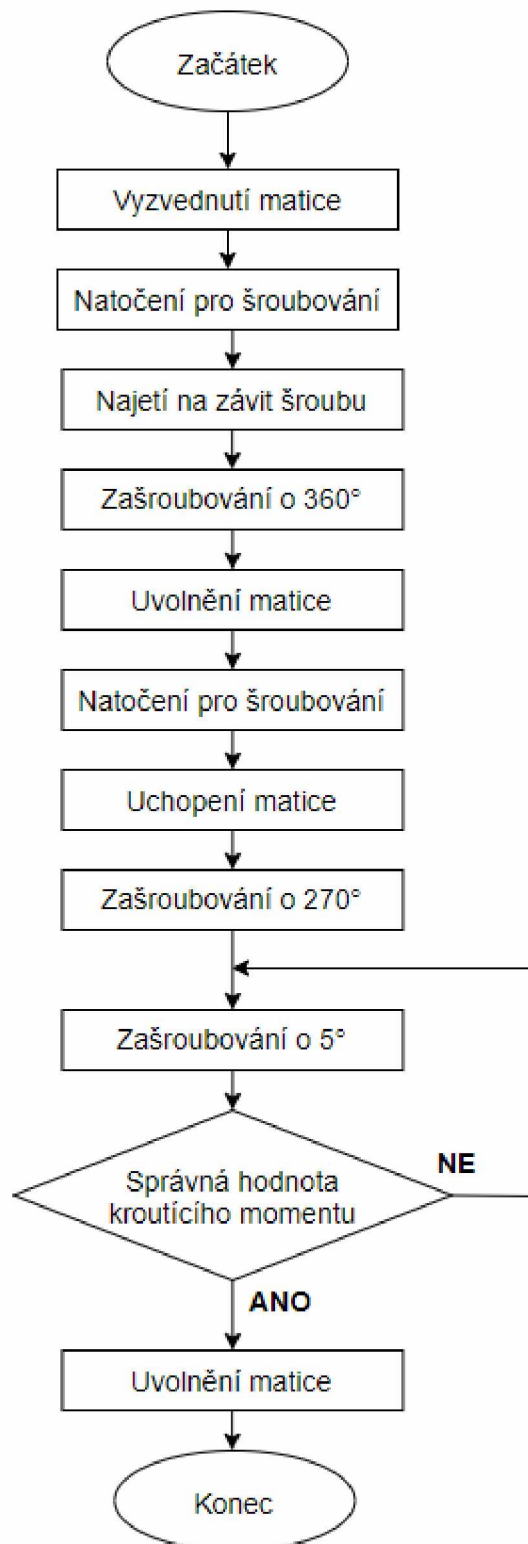 Začátek
Vyzvednutí matice
Natočení pro šroubování
Najetí na závit šroubu
Zašroubování o 360°
Uvolnění matice
Natočení pro šroubování
Uchopení matice
Zašroubování o 270°
Zašroubování o 5°
Správná hodnota
kroutícího momentu
NE
ANO
Uvolnění matice
Konec